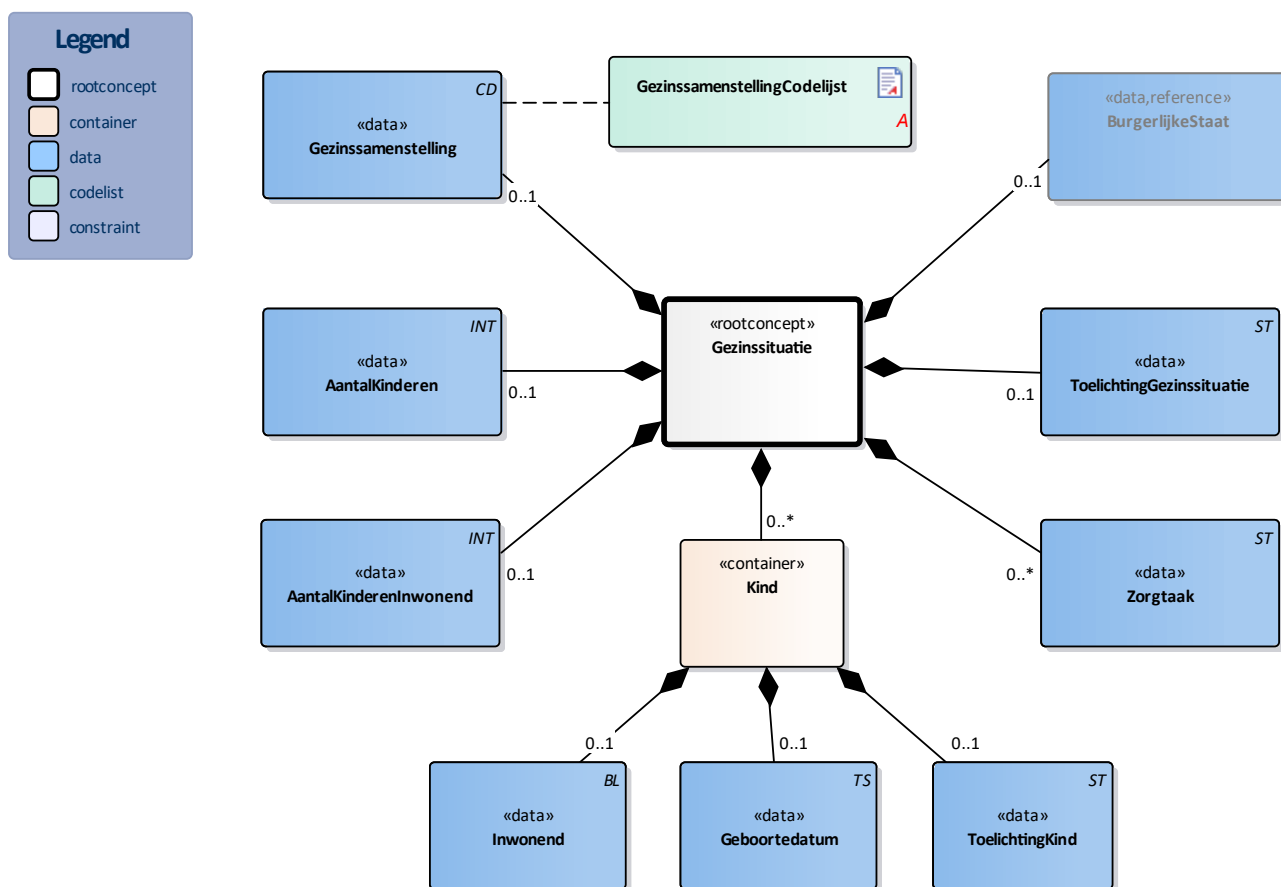 Legend
rootconcept
container
data
codelist
constraint
CD
«data»
Gezinssamenstelling
0..1
GezinssamenstellingCodelijst
A
«data,reference»
BurgerlijkeStaat
0..1
INT
«data»
AantalKinderen
0..1
«rootconcept»
Gezinssituatie
ST
«data»
ToelichtingGezinssituatie
0..1
INT
«data»
AantalKinderenInwonend
0..1
0..*
«container»
Kind
ST
«data»
Zorgtaak
0..*
0..1
BL
«data»
Inwonend
0..1
TS
«data»
Geboortedatum
0..1
ST
«data»
ToelichtingKind